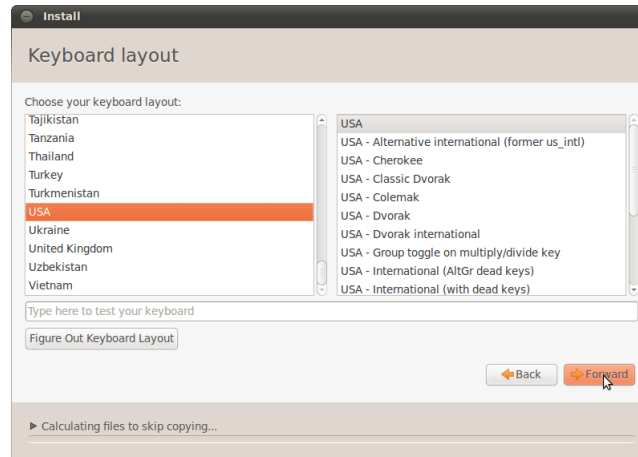 Install
Keyboard layout
Choose your keyboard layout:
Tajikistan
Tanzania
Thailand
Turkey
Turkmenistan
USA
Ukraine
United Kingdom
Uzbekistan
Vietnam
USA
USA - Alternative international (former us_intl)
USA - Cherokee
USA - Classic Dvorak
USA - Colemak
USA - Dvorak
USA - Dvorak international
USA - Group toggle on multiply/divide key
USA - International (AltGr dead keys)
USA - International (with dead keys)
Type here to test your keyboard
Figure Out Keyboard Layout
Back
Forward
Calculating files to skip copying...